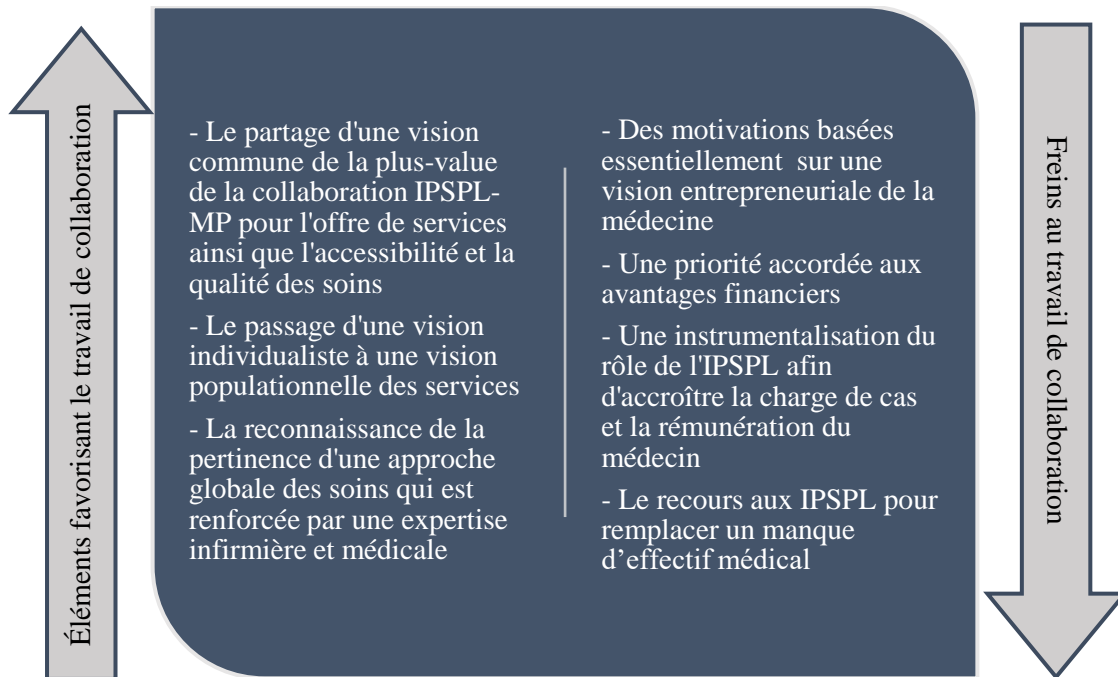 Éléments favorisant le travail de collaboration
- Le partage d'une vision
commune de la plus-value
de la collaboration IPSPL-
MP pour l'offre de services
ainsi que l'accessibilité et la
qualité des soins
- Le passage d'une vision
individualiste à une vision
populationnelle des services
- La reconnaissance de la
pertinence d'une approche
globale des soins qui est
renforcée par une expertise
infirmière et médicale
- Des motivations basées
essentiellement sur une
vision entrepreneuriale de la
médecine
- Une priorité accordée aux
avantages financiers
- Une instrumentalisation du
rôle de l'IPSPL afin
d'accroître la charge de cas
et la rémunération du
médecin
- Le recours aux IPSPL pour
remplacer un manque
d’effectif médical
Freins au travail de collaboration